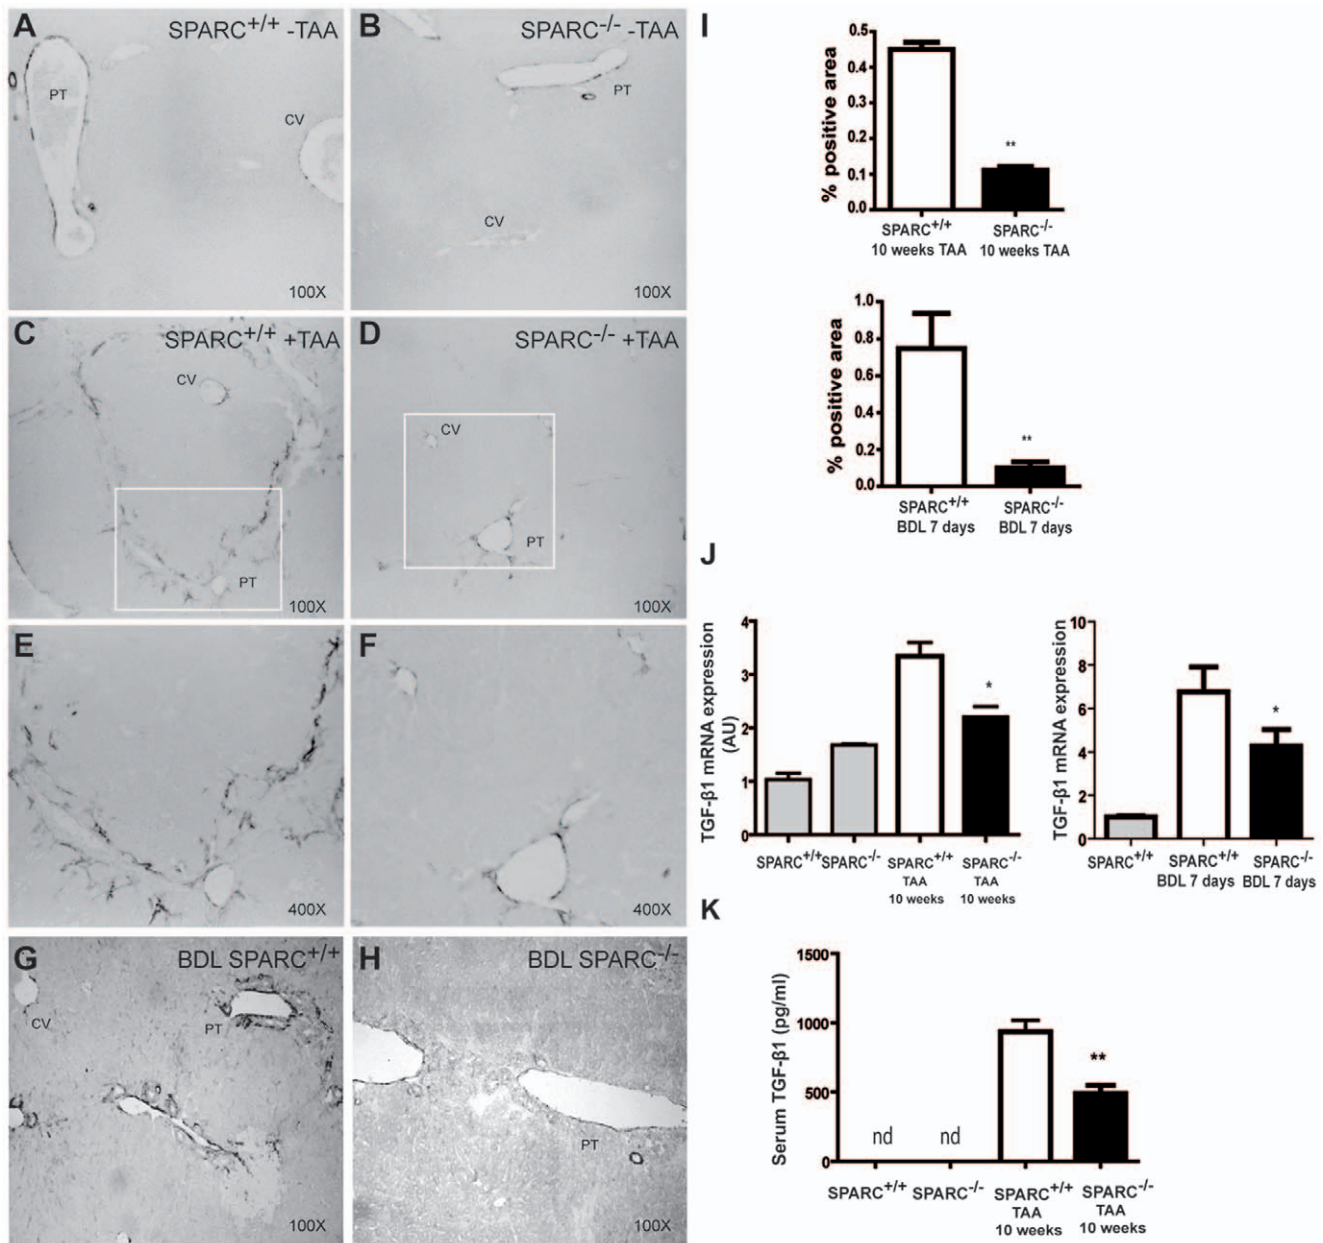 A SPARC+/+ -TAA
PT
CV
100X
B SPARC-/- -TAA
PT
CV
100X
C SPARC+/+ +TAA
CV
PT
100X
D SPARC-/- +TAA
CV
PT
100X
E
400X
F
400X
G BDL SPARC+/+
CV
PT
100X
H BDL SPARC-/-
PT
100X
I
% positive area
0.5
0.4
0.3
0.2
0.1
0.0
**
SPARC+/+
10 weeks TAA
SPARC-/-
10 weeks TAA
% positive area
1.0
0.8
0.6
0.4
0.2
0.0
**
SPARC+/+
BDL 7 days
SPARC-/-
BDL 7 days
J
TGF-β1 mRNA expression
(AU)
4
3
2
1
0
*
SPARC+/+
SPARC-/-
SPARC+/+
TAA
10 weeks
SPARC-/-
TAA
10 weeks
TGF-β1 mRNA expression
10
8
6
4
2
0
*
SPARC+/+
SPARC+/+
BDL 7 days
SPARC-/-
BDL 7 days
K
Serum TGF-β1 (pg/ml)
1500
1000
500
0
nd
nd
**
SPARC+/+
SPARC-/-
SPARC+/+
TAA
10 weeks
SPARC-/-
TAA
10 weeks